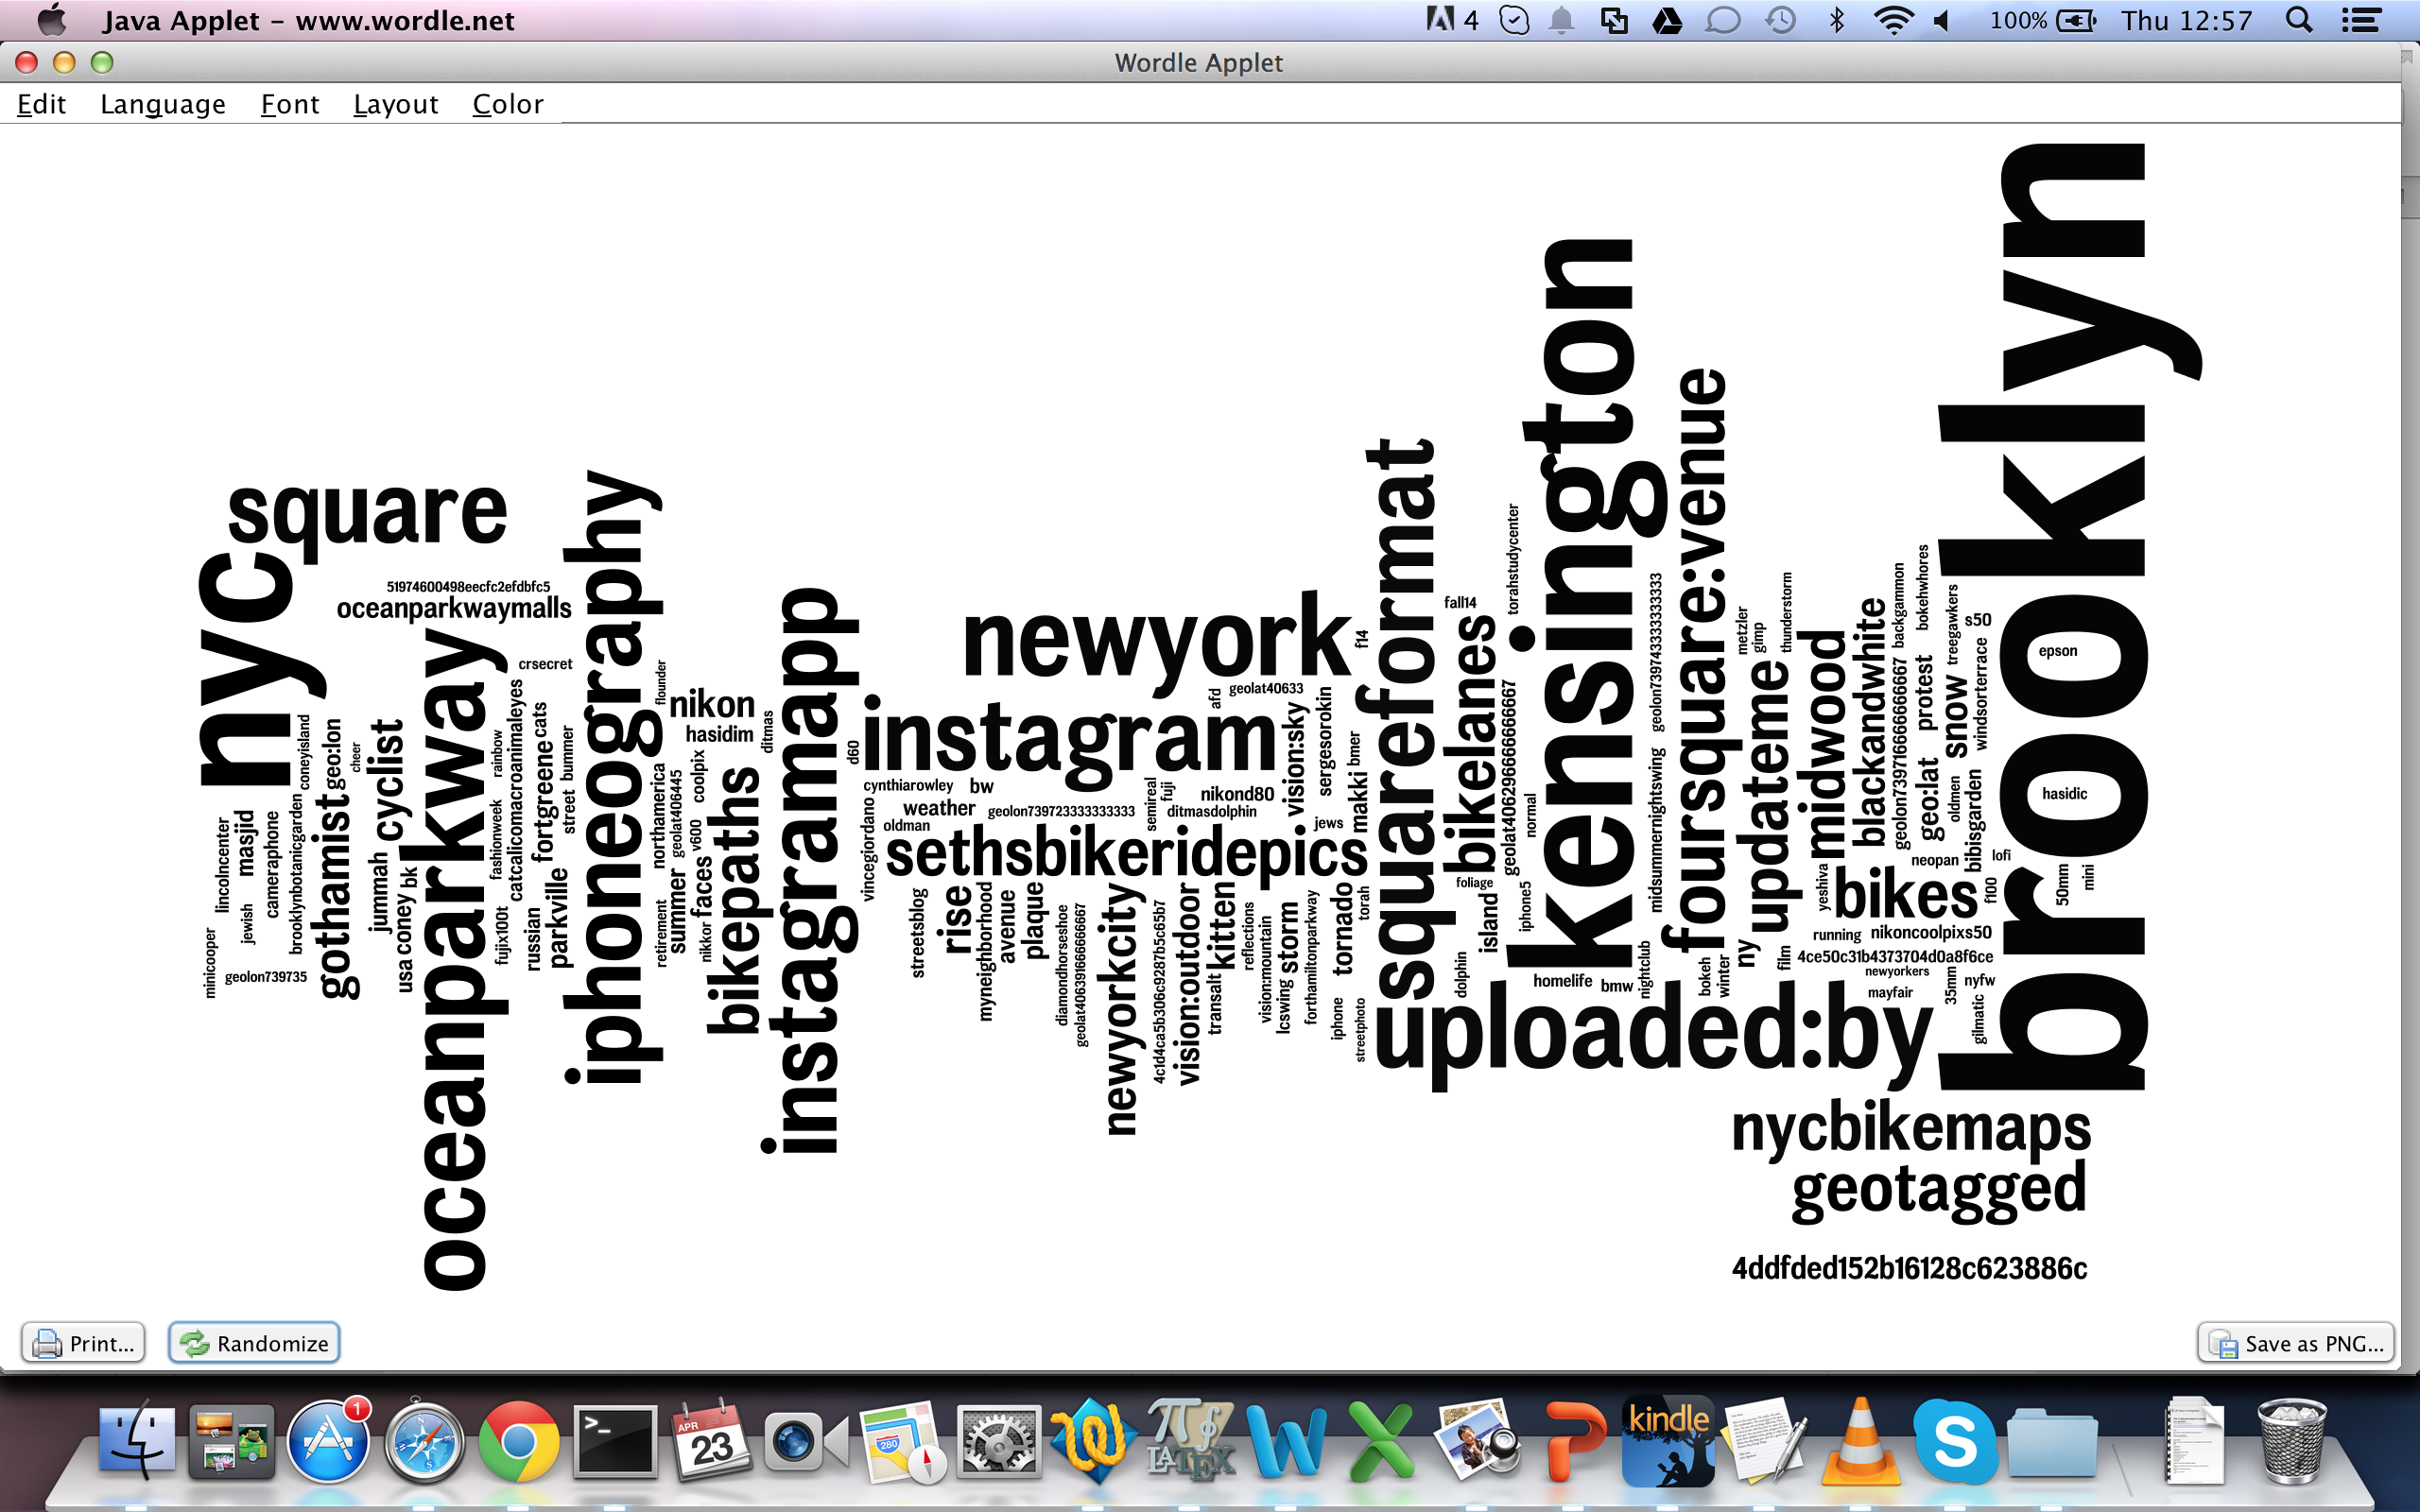 Java Applet – www.wordle.net
4
100%
Thu 12:57
Wordle Applet
Edit Language Font Layout Color
square
nyc
51974600498eecfc2efdbfc5
oceanparkwaymalls
oceanparkway
iphoneography
crsecret
flounder
nikon
hasidim
ditmas
instagramapp
d60
newyork
f14
instagram
afd
geolat40633
vision:sky
sergesorokin
bmer
makki
squareformat
fall14
bikelanes
torahstudycenter
kensington
geolat406296666666667
normal
iphone5
geolon739743333333333
midsummernightswing
foursquare:venue
metzler
gimp
thunderstorm
updateme
midwood
blackandwhite
backgammon
bokehwhores
geolon739716666666667
protest
geo:lat
treegawkers
s50
snow
windsorterrace
oldmen
bibisgarden
epson
hasidic
brooklyn
coneyisland
geo:lon
cheer
cyclist
rainbow
catcalicomacroanimaleyes
cats
fortgreene
bummer
street
northamerica
geolat406445
coolpix
v600
bikepaths
lincolncenter
masjid
cameraphone
brooklynbotanicgarden
gothamist
jummah
bk
coney
usa
fashionweek
fujix100t
russian
parkville
retirement
summer
faces
nikkor
minicooper
jewish
geolon739735
cynthiarowley
bw
weather
geolon739723333333333
oldman
vincegiordano
semireal
fuji
nikond80
ditmasdolphin
jews
sethsbikeridepics
streetsblog
rise
myneighborhood
avenue
plaque
diamondhorseshoe
geolat406391666666667
newyorkcity
4c1d4ca5b306c9287b5c65b7
vision:outdoor
transalt
kitten
reflections
vision:mountain
lcswing
storm
forthamiltonparkway
tornado
torah
iphone
streetphoto
foliage
island
dolphin
homelife
bmw
nightclub
bokeh
winter
ny
film
yeshiva
bikes
neopan
lofi
f100
50mm
mini
running
nikoncoolpixs50
4ce50c31b4373704d0a8f6ce
newyorkers
mayfair
35mm
nyfw
gilmatic
uploaded:by
nycbikemaps
geotagged
4ddfded152b16128c623886c
Print...
Randomize
Save as PNG...
1
APR
23
280
LATEX
kindle